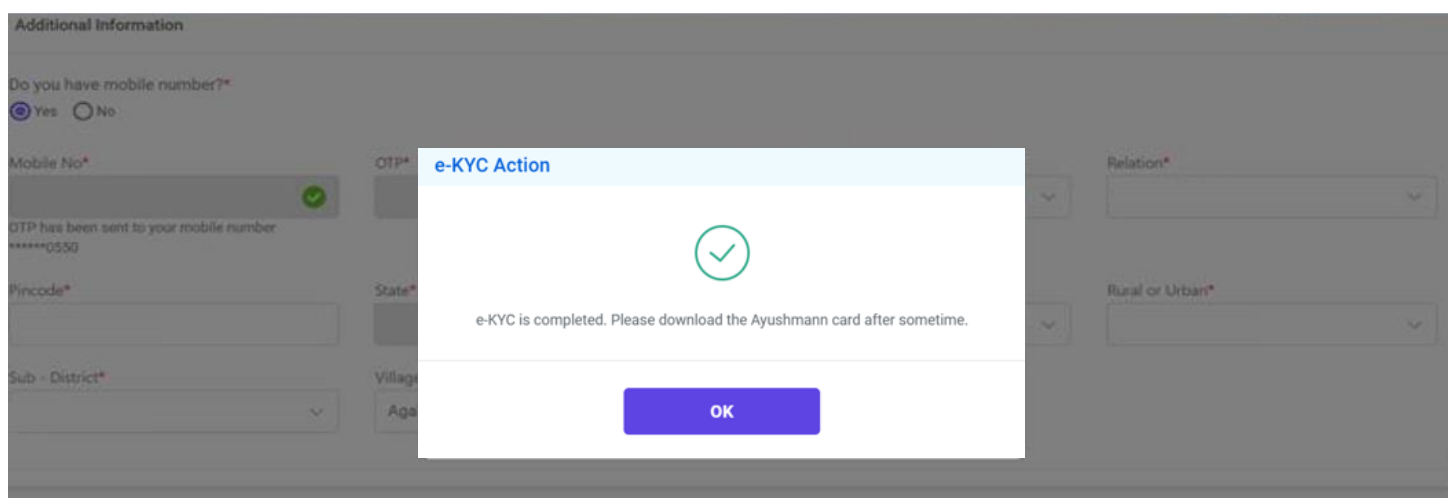 Additional Information
Do you have mobile number?*
Yes No
Mobile No* OTP* Relation*
OTP has been sent to your mobile number
******0550
e-KYC Action
e-KYC is completed. Please download the Ayushmann card after sometime.
OK
Pincode* State* Rural or Urban*
Sub - District* Village